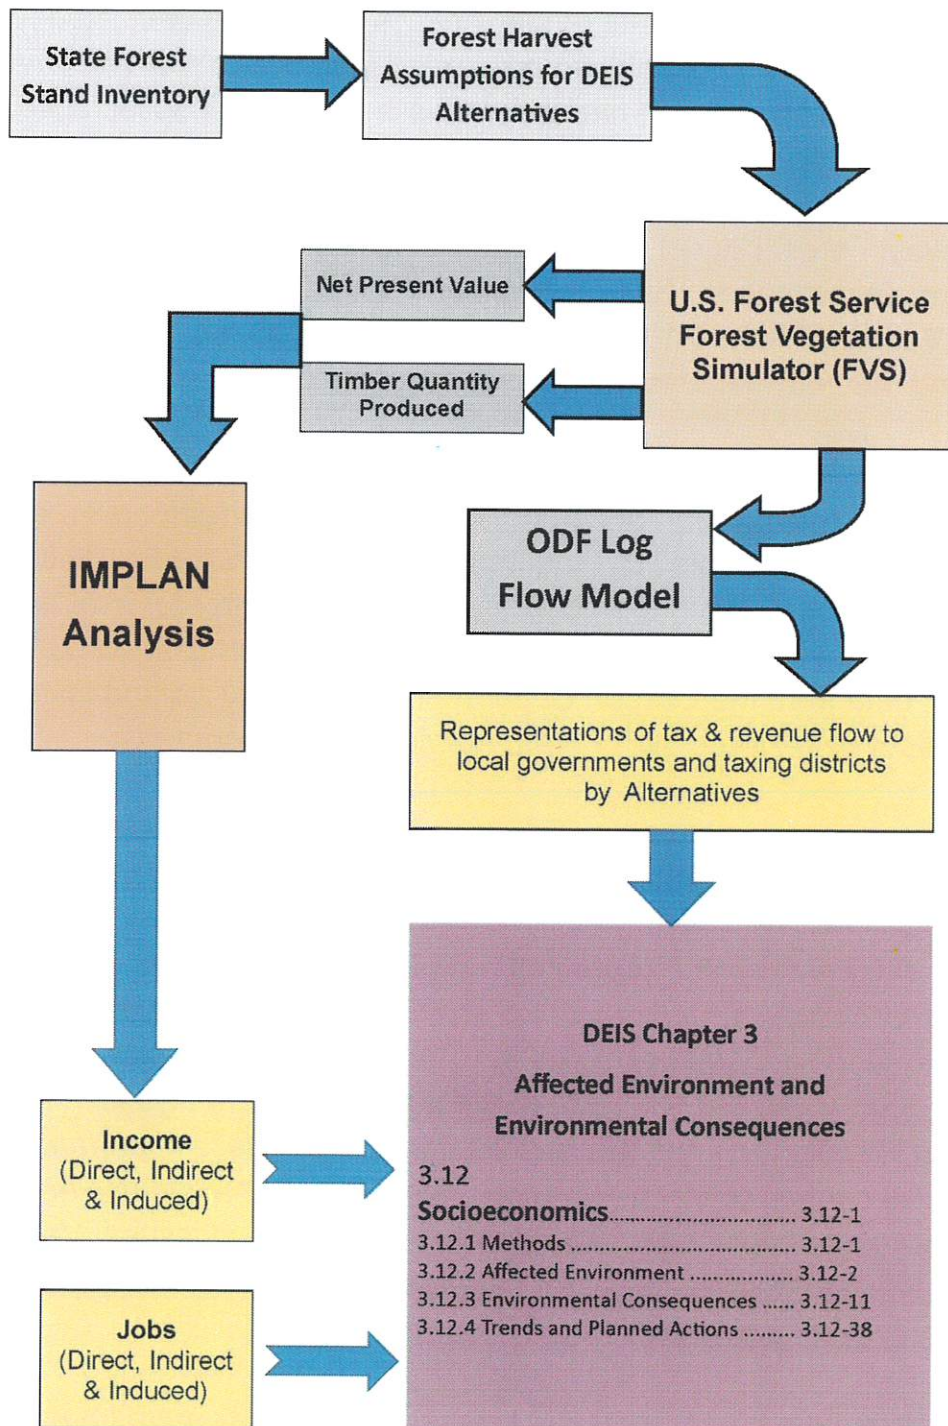 State Forest
Stand Inventory
Forest Harvest
Assumptions for DEIS
Alternatives
U.S. Forest Service
Forest Vegetation
Simulator (FVS)
Net Present Value
Timber Quantity
Produced
ODF Log
Flow Model
IMPLAN
Analysis
Representations of tax & revenue flow to
local governments and taxing districts
by Alternatives
Income
(Direct, Indirect
& Induced)
Jobs
(Direct, Indirect
& Induced)
DEIS Chapter 3
Affected Environment and
Environmental Consequences
3.12
Socioeconomics................................ 3.12-1
3.12.1 Methods ....................................... 3.12-1
3.12.2 Affected Environment .................. 3.12-2
3.12.3 Environmental Consequences ...... 3.12-11
3.12.4 Trends and Planned Actions ......... 3.12-38